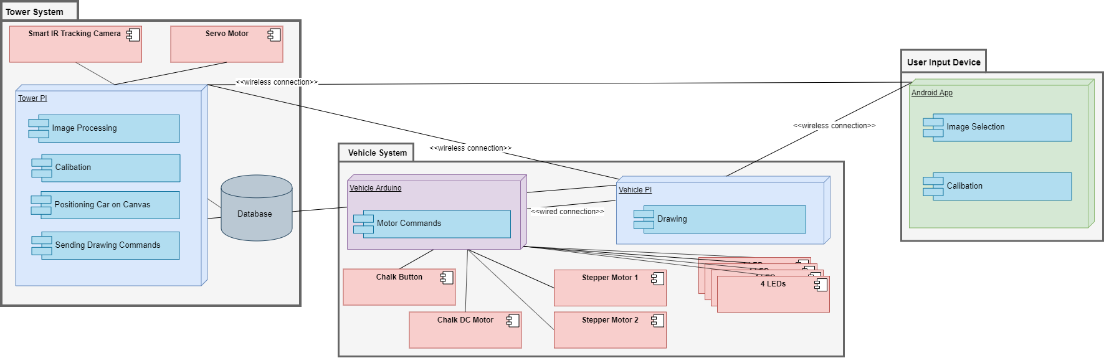 Tower System
Smart IR Tracking Camera
Servo Motor
Tower PI
Image Processing
Calibation
Positioning Car on Canvas
Sending Drawing Commands
Database
<<wireless connection>>
<<wireless connection>>
<<wireless connection>>
User Input Device
Android App
Image Selection
Calibation
Vehicle System
Vehicle Arduino
Motor Commands
<<wired connection>>
Vehicle PI
Drawing
Chalk Button
Chalk DC Motor
Stepper Motor 1
Stepper Motor 2
4 LEDs